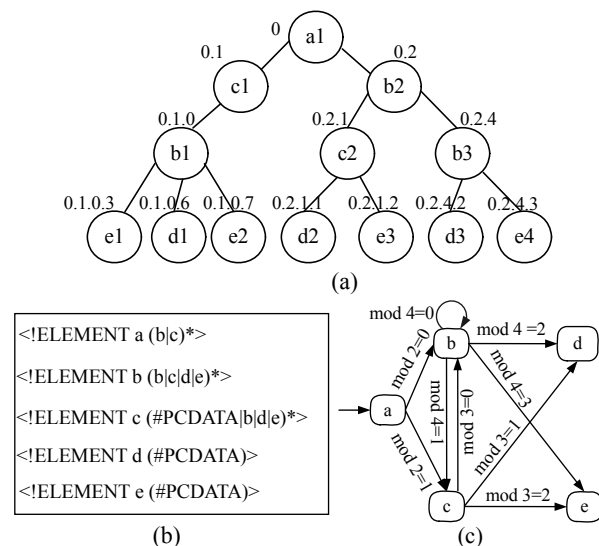 0
a1
0.1
0.2
c1
b2
0.1.0
0.2.1
0.2.4
b1
c2
b3
0.1.0.3
0.1.0.6
0.1.0.7
0.2.1.1
0.2.1.2
0.2.4.2
0.2.4.3
e1
d1
e2
d2
e3
d3
e4
(a)
<!ELEMENT a (b|c)*>
<!ELEMENT b (b|c|d|e)*>
<!ELEMENT c (#PCDATA|b|d|e)*>
<!ELEMENT d (#PCDATA)>
<!ELEMENT e (#PCDATA)>
(b)
mod 4=0
b
mod 4 =2
d
mod 2=0
mod 4=3
a
mod 4=1
mod 3=0
mod 3=1
mod 2=1
c
mod 3=2
e
(c)